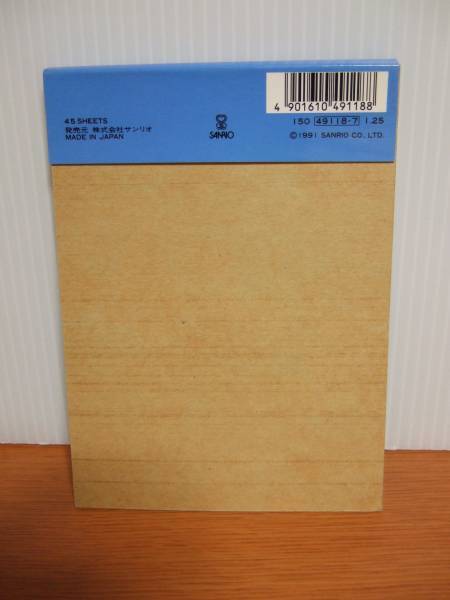 45 SHEETS
発売元 株式会社サンリオ
MADE IN JAPAN
SANRIO
4 901610 491188
150 49118-7 1.25
©1991 SANRIO CO., LTD.